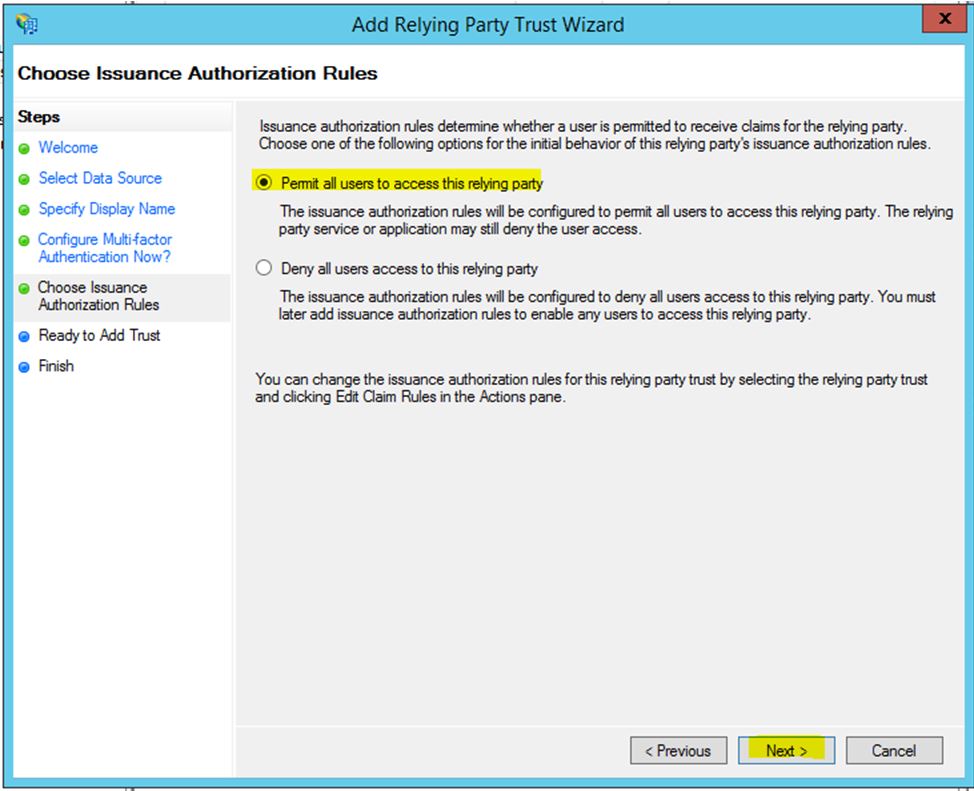 Add Relying Party Trust Wizard
x
Choose Issuance Authorization Rules
Steps
Welcome
Select Data Source
Specify Display Name
Configure Multi-factor
Authentication Now?
Choose Issuance
Authorization Rules
Ready to Add Trust
Finish
Issuance authorization rules determine whether a user is permitted to receive claims for the relying party.
Choose one of the following options for the initial behavior of this relying party's issuance authorization rules.
Permit all users to access this relying party
The issuance authorization rules will be configured to permit all users to access this relying party. The relying
party service or application may still deny the user access.
Deny all users access to this relying party
The issuance authorization rules will be configured to deny all users access to this relying party. You must
later add issuance authorization rules to enable any users to access this relying party.
You can change the issuance authorization rules for this relying party trust by selecting the relying party trust
and clicking Edit Claim Rules in the Actions pane.
< Previous
Next >
Cancel